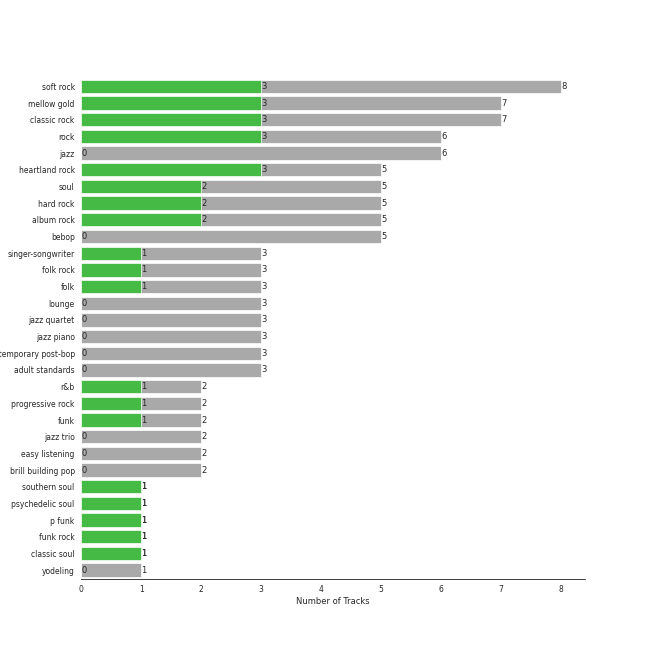 soft rock 3 8
mellow gold 3 7
classic rock 3 7
rock 3 6
jazz 0 6
heartland rock 3 5
soul 2 5
hard rock 2 5
album rock 2 5
bebop 0 5
singer-songwriter 1 3
folk rock 1 3
folk 1 3
lounge 0 3
jazz quartet 0 3
jazz piano 0 3
temporary post-bop 0 3
adult standards 0 3
r&b 1 2
progressive rock 1 2
funk 1 2
jazz trio 0 2
easy listening 0 2
brill building pop 0 2
southern soul 1
psychedelic soul 1
p funk 1
funk rock 1
classic soul 1
yodeling 0 1
0 1 2 3 4 5 6 7 8
Number of Tracks